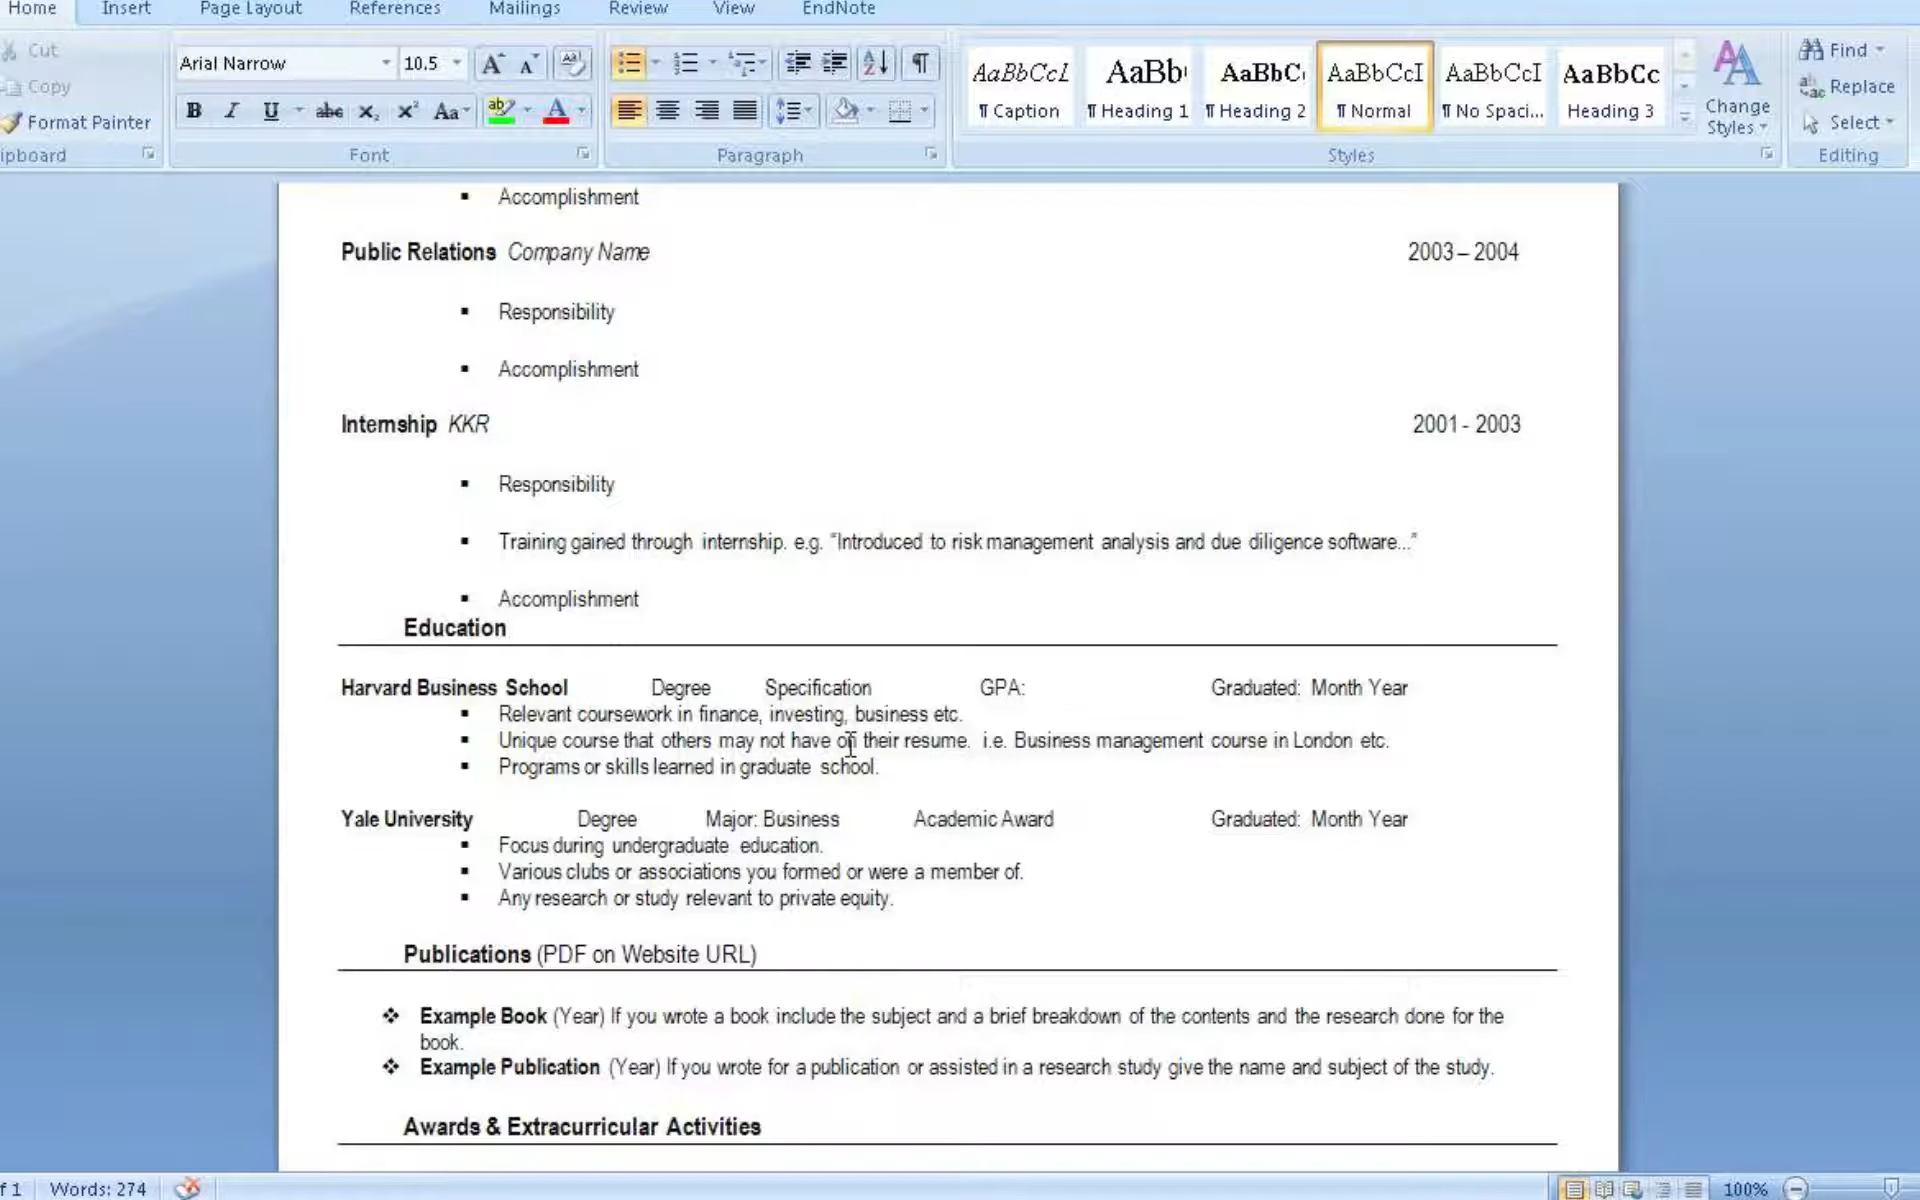 Home Insert Page Layout References Mailings Review View EndNote
Cut
Copy
Format Painter
ipboard
Arial Narrow 10.5
B I U abc X₂ X² Aa ab A
Font
Paragraph
AaBbCcI AaBb AaBbC AaBbCcI AaBbCcI AaBbCc
¶ Caption ¶ Heading 1 ¶ Heading 2 ¶ Normal ¶ No Spaci... Heading 3
Styles
Change
Styles
Find
Replace
Select
Editing
▪ Accomplishment
Public Relations Company Name 2003 – 2004
▪ Responsibility
▪ Accomplishment
Internship KKR 2001 - 2003
▪ Responsibility
▪ Training gained through internship. e.g. "Introduced to risk management analysis and due diligence software..."
▪ Accomplishment
Education
Harvard Business School Degree Specification GPA: Graduated: Month Year
▪ Relevant coursework in finance, investing, business etc.
▪ Unique course that others may not have on their resume. i.e. Business management course in London etc.
▪ Programs or skills learned in graduate school.
Yale University Degree Major: Business Academic Award Graduated: Month Year
▪ Focus during undergraduate education.
▪ Various clubs or associations you formed or were a member of.
▪ Any research or study relevant to private equity.
Publications (PDF on Website URL)
❖ Example Book (Year) If you wrote a book include the subject and a brief breakdown of the contents and the research done for the
book.
❖ Example Publication (Year) If you wrote for a publication or assisted in a research study give the name and subject of the study.
Awards & Extracurricular Activities
f 1 Words: 274 100%